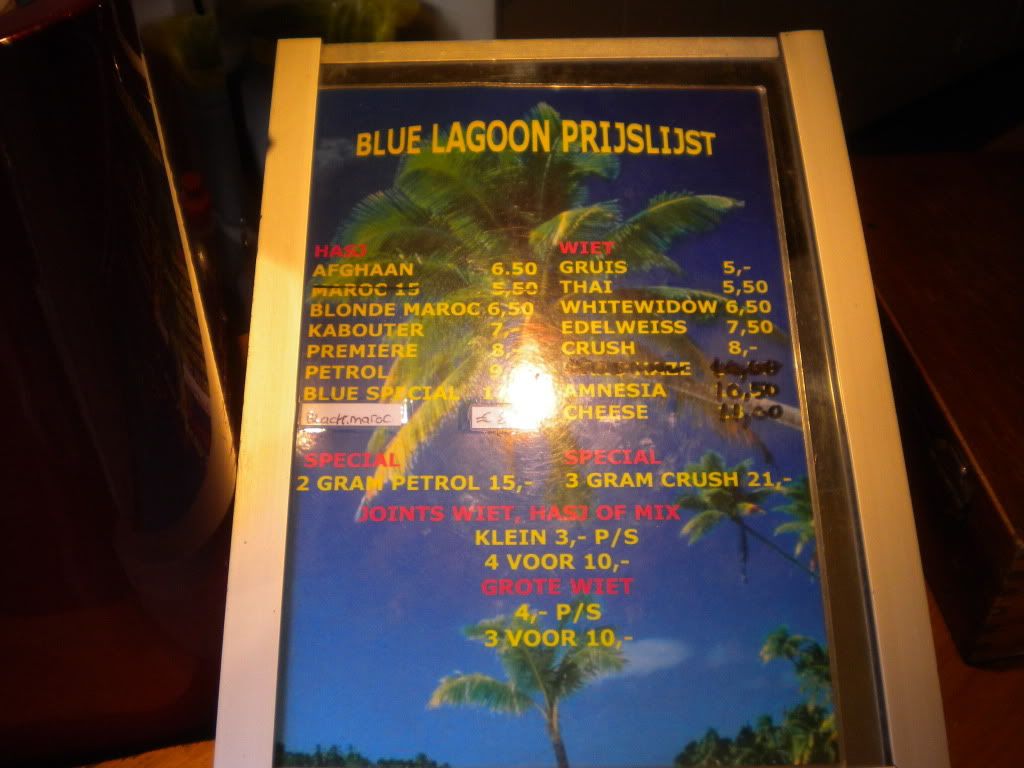 BLUE LAGOON PRIJSLIJST
HASJ
AFGHAAN 6.50
MAROC 15 5,50
BLONDE MAROC 6,50
KABOUTER 7,-
PREMIERE 8,-
PETROL 9
BLUE SPECIAL
maroc €
WIET
GRUIS 5,-
THAI 5,50
WHITEWIDOW 6,50
EDELWEISS 7,50
CRUSH 8,-
AMNESIA 10,50
CHEESE
SPECIAL
2 GRAM PETROL 15,-
SPECIAL
3 GRAM CRUSH 21,-
JOINTS WIET, HASJ OF MIX
KLEIN 3,- P/S
4 VOOR 10,-
GROTE WIET
4,- P/S
3 VOOR 10,-